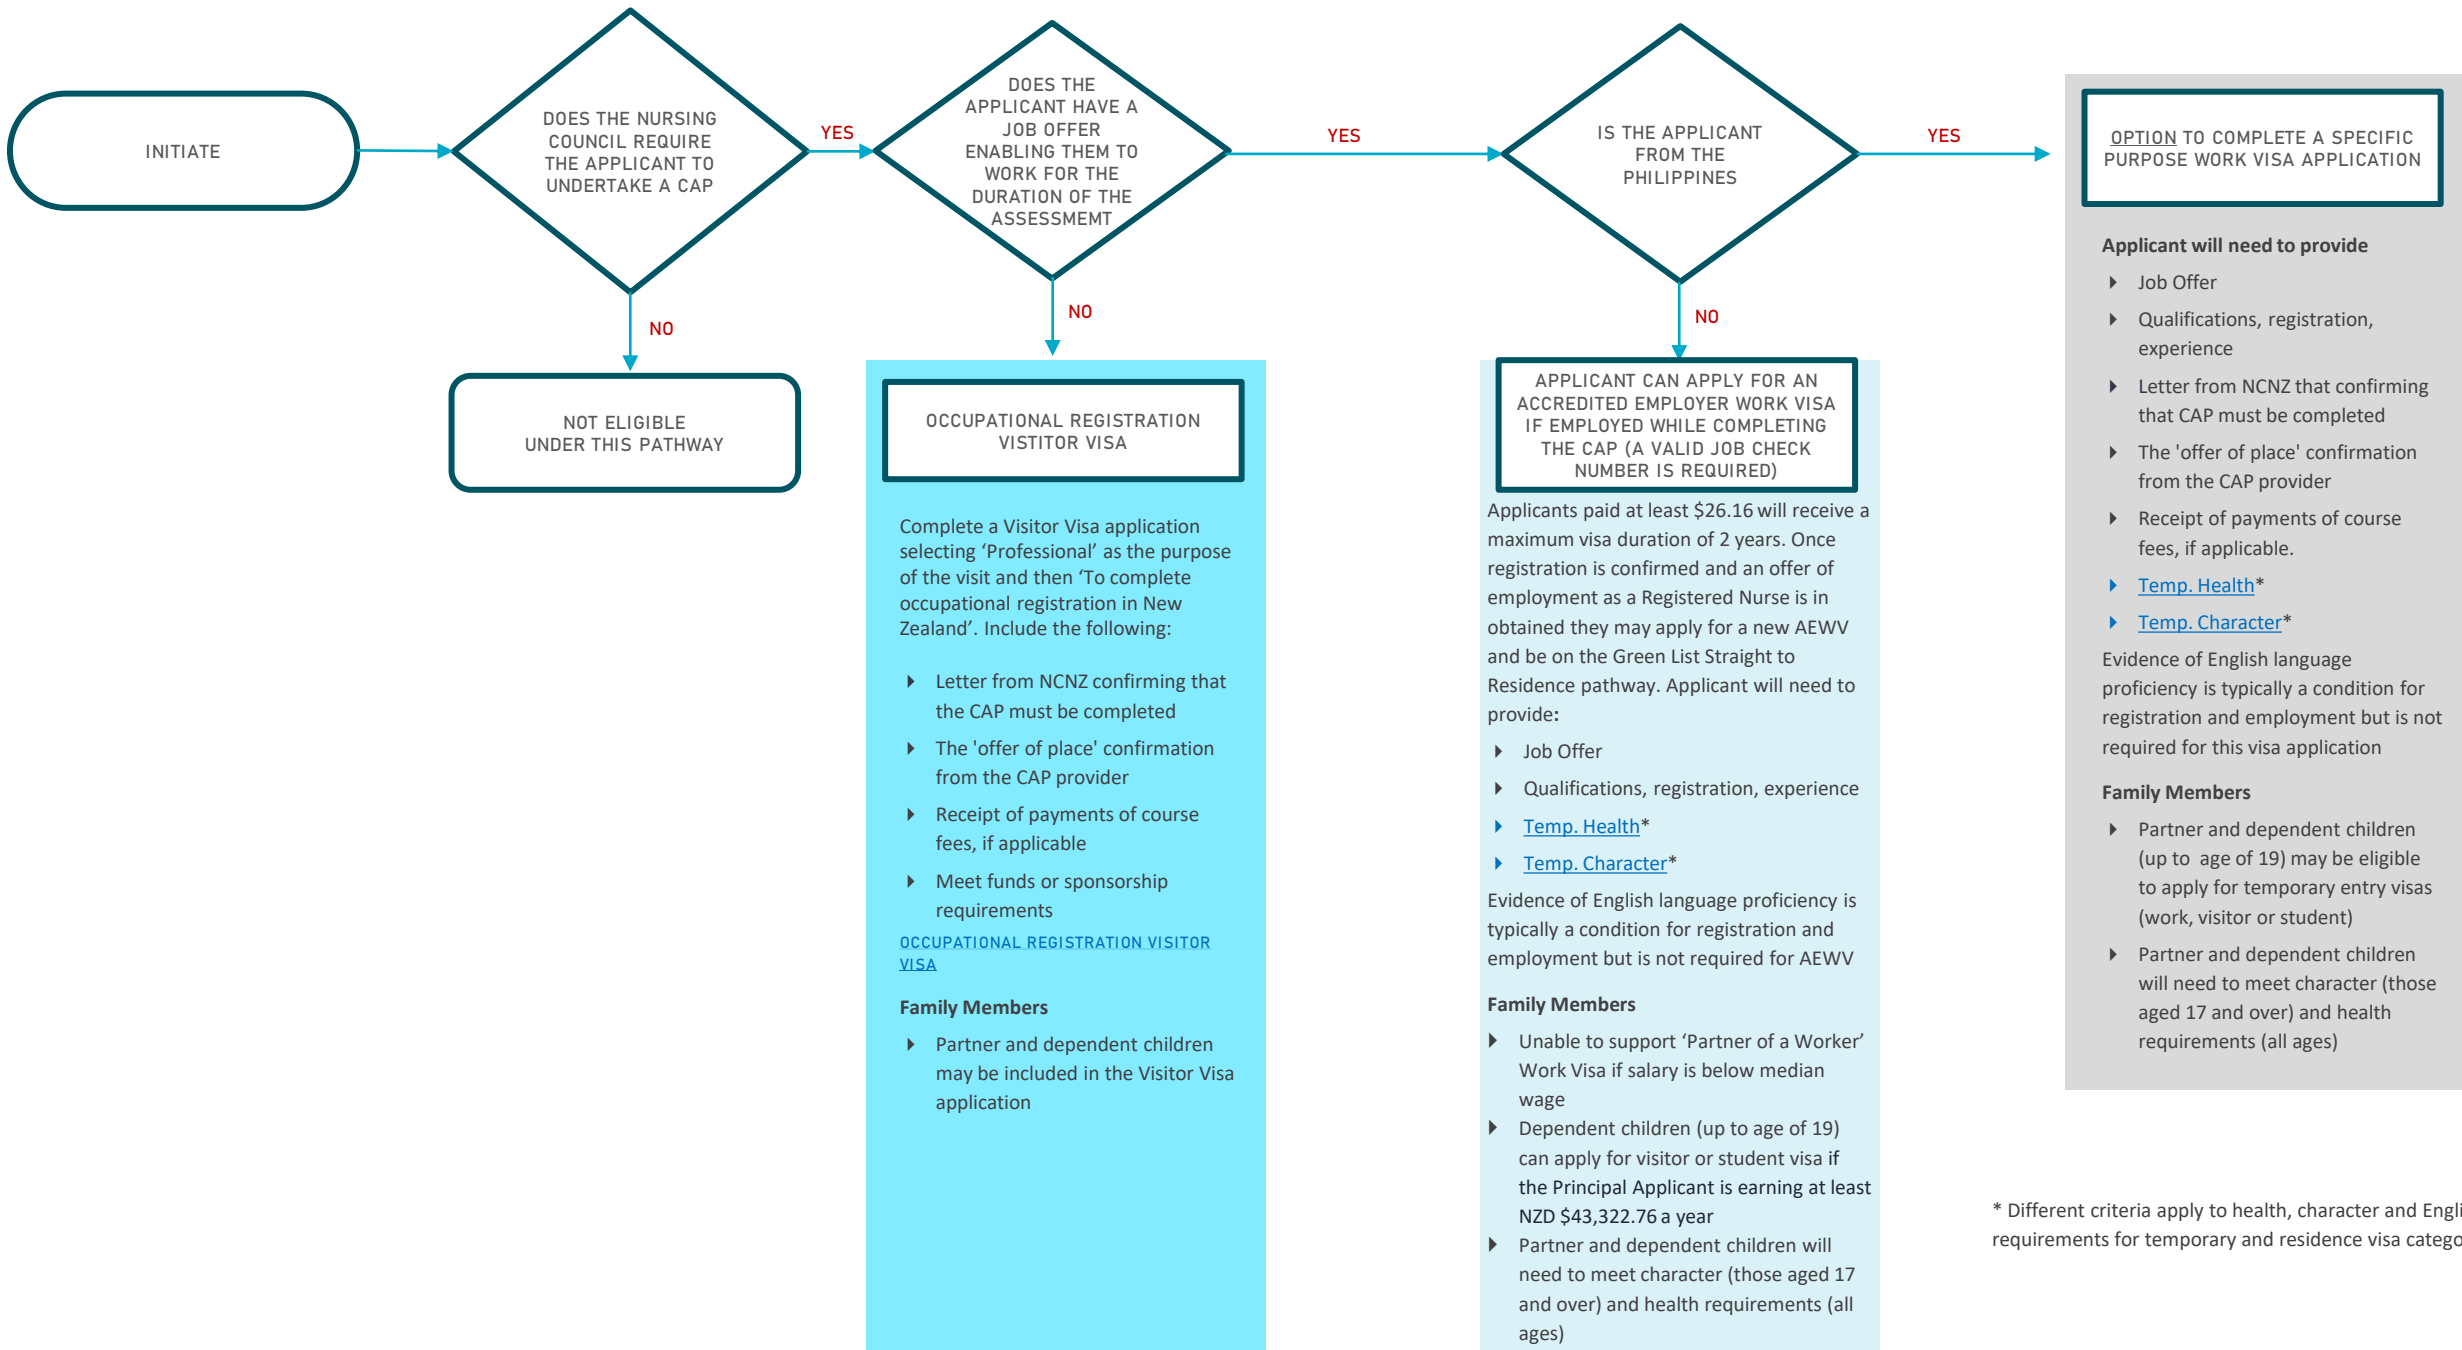 INITIATE
DOES THE NURSING
COUNCIL REQUIRE
THE APPLICANT TO
UNDERTAKE A CAP
YES
NO
NOT ELIGIBLE
UNDER THIS PATHWAY
DOES THE
APPLICANT HAVE A
JOB OFFER
ENABLING THEM TO
WORK FOR THE
DURATION OF THE
ASSESSMEMT
YES
NO
OCCUPATIONAL REGISTRATION
VISTITOR VISA
Complete a Visitor Visa application
selecting ‘Professional’ as the purpose
of the visit and then ‘To complete
occupational registration in New
Zealand’. Include the following:
Letter from NCNZ confirming that
the CAP must be completed
The 'offer of place' confirmation
from the CAP provider
Receipt of payments of course
fees, if applicable
Meet funds or sponsorship
requirements
OCCUPATIONAL REGISTRATION VISITOR
VISA
Family Members
Partner and dependent children
may be included in the Visitor Visa
application
IS THE APPLICANT
FROM THE
PHILIPPINES
YES
NO
APPLICANT CAN APPLY FOR AN
ACCREDITED EMPLOYER WORK VISA
IF EMPLOYED WHILE COMPLETING
THE CAP (A VALID JOB CHECK
NUMBER IS REQUIRED)
Applicants paid at least $26.16 will receive a
maximum visa duration of 2 years. Once
registration is confirmed and an offer of
employment as a Registered Nurse is in
obtained they may apply for a new AEWV
and be on the Green List Straight to
Residence pathway. Applicant will need to
provide:
Job Offer
Qualifications, registration, experience
Temp. Health*
Temp. Character*
Evidence of English language proficiency is
typically a condition for registration and
employment but is not required for AEWV
Family Members
Unable to support ‘Partner of a Worker’
Work Visa if salary is below median
wage
Dependent children (up to age of 19)
can apply for visitor or student visa if
the Principal Applicant is earning at least
NZD $43,322.76 a year
Partner and dependent children will
need to meet character (those aged 17
and over) and health requirements (all
ages)
OPTION TO COMPLETE A SPECIFIC
PURPOSE WORK VISA APPLICATION
Applicant will need to provide
Job Offer
Qualifications, registration,
experience
Letter from NCNZ that confirming
that CAP must be completed
The 'offer of place' confirmation
from the CAP provider
Receipt of payments of course
fees, if applicable.
Temp. Health*
Temp. Character*
Evidence of English language
proficiency is typically a condition for
registration and employment but is not
required for this visa application
Family Members
Partner and dependent children
(up to age of 19) may be eligible
to apply for temporary entry visas
(work, visitor or student)
Partner and dependent children
will need to meet character (those
aged 17 and over) and health
requirements (all ages)
* Different criteria apply to health, character and Engli
requirements for temporary and residence visa catego